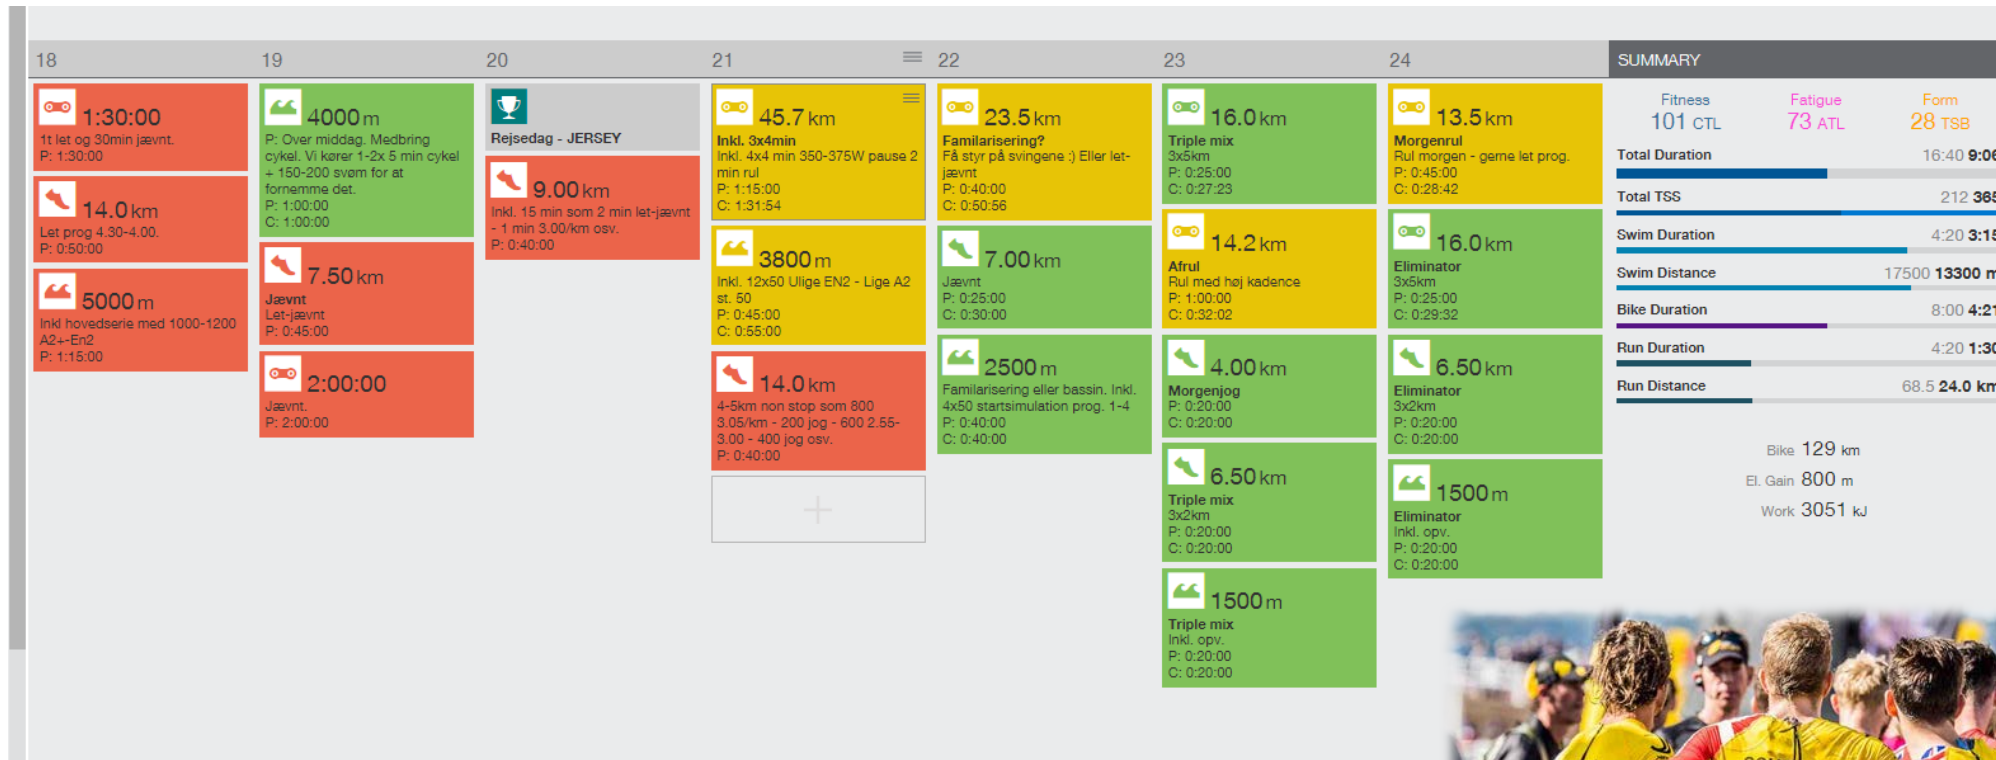 18
1:30:00
1t let og 30min jævnt.
P: 1:30:00
14.0 km
Let prog 4.30-4.00.
P: 0:50:00
5000 m
Inkl hovedserie med 1000-1200
A2+-En2
P: 1:15:00
19
4000 m
P: Over middag. Medbring
cykel. Vi kører 1-2x 5 min cykel
+ 150-200 svøm for at
fornemme det.
P: 1:00:00
C: 1:00:00
7.50 km
Jævnt
Let-jævnt
P: 0:45:00
2:00:00
Jævnt.
P: 2:00:00
20
Rejsedag - JERSEY
9.00 km
Inkl. 15 min som 2 min let-jævnt
- 1 min 3.00/km osv.
P: 0:40:00
21
45.7 km
Inkl. 3x4min
Inkl. 4x4 min 350-375W pause 2
min rul
P: 1:15:00
C: 1:31:54
3800 m
Inkl. 12x50 Ulige EN2 - Lige A2
st. 50
P: 0:45:00
C: 0:55:00
14.0 km
4-5km non stop som 800
3.05/km - 200 jog - 600 2.55-
3.00 - 400 jog osv.
P: 0:40:00
22
23.5 km
Familarisering?
Få styr på svingene :) Eller let-
jævnt
P: 0:40:00
C: 0:50:56
7.00 km
Jævnt
P: 0:25:00
C: 0:30:00
2500 m
Familarisering eller bassin. Inkl.
4x50 startsimulation prog. 1-4
P: 0:40:00
C: 0:40:00
23
16.0 km
Triple mix
3x5km
P: 0:25:00
C: 0:27:23
14.2 km
Afrul
Rul med høj kadence
P: 1:00:00
C: 0:32:02
4.00 km
Morgenjog
P: 0:20:00
C: 0:20:00
6.50 km
Triple mix
3x2km
P: 0:20:00
C: 0:20:00
1500 m
Triple mix
Inkl. opv.
P: 0:20:00
C: 0:20:00
24
13.5 km
Morgenrul
Rul morgen - gerne let prog.
P: 0:45:00
C: 0:28:42
16.0 km
Eliminator
3x5km
P: 0:25:00
C: 0:29:32
6.50 km
Eliminator
3x2km
P: 0:20:00
C: 0:20:00
1500 m
Eliminator
Inkl. opv.
P: 0:20:00
C: 0:20:00
SUMMARY
Fitness Fatigue Form
101 CTL 73 ATL 28 TSB
Total Duration 16:40 9:06
Total TSS 212 365
Swim Duration 4:20 3:15
Swim Distance 17500 13300 m
Bike Duration 8:00 4:21
Run Duration 4:20 1:30
Run Distance 68.5 24.0 km
Bike 129 km
El. Gain 800 m
Work 3051 kJ